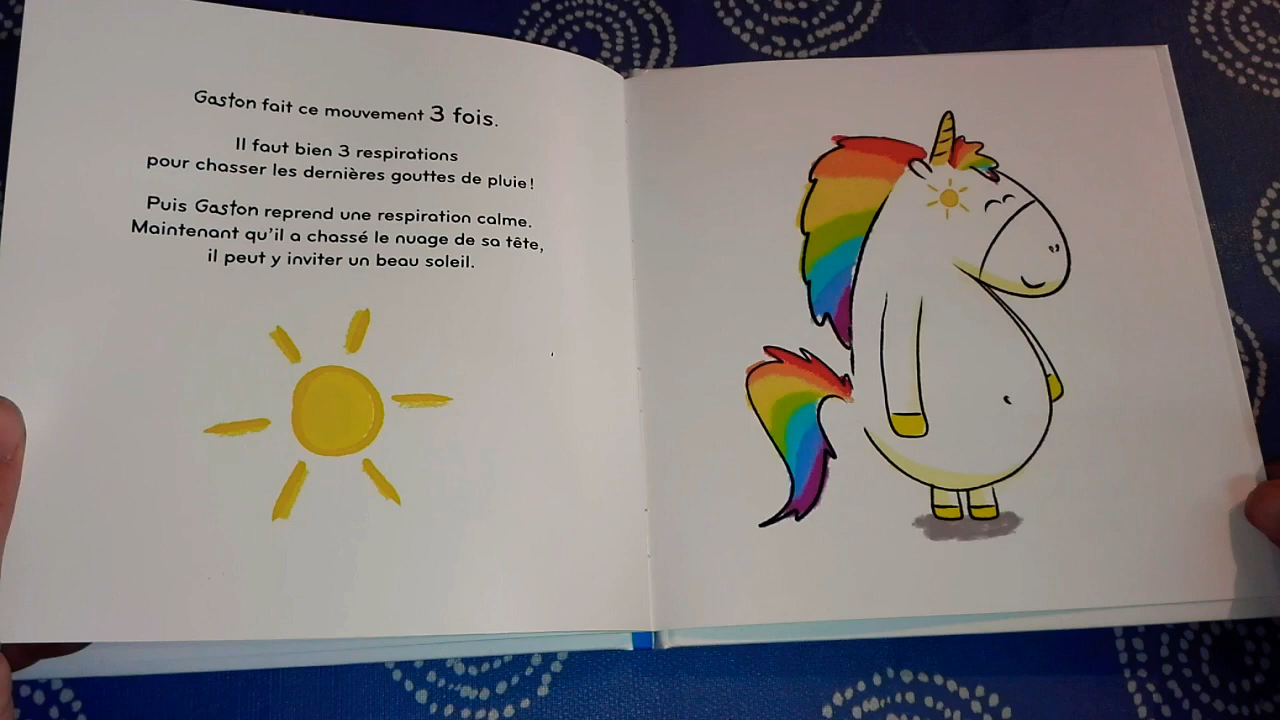 Gaston fait ce mouvement 3 fois.
Il faut bien 3 respirations
pour chasser les dernières gouttes de pluie !
Puis Gaston reprend une respiration calme.
Maintenant qu'il a chassé le nuage de sa tête,
il peut y inviter un beau soleil.